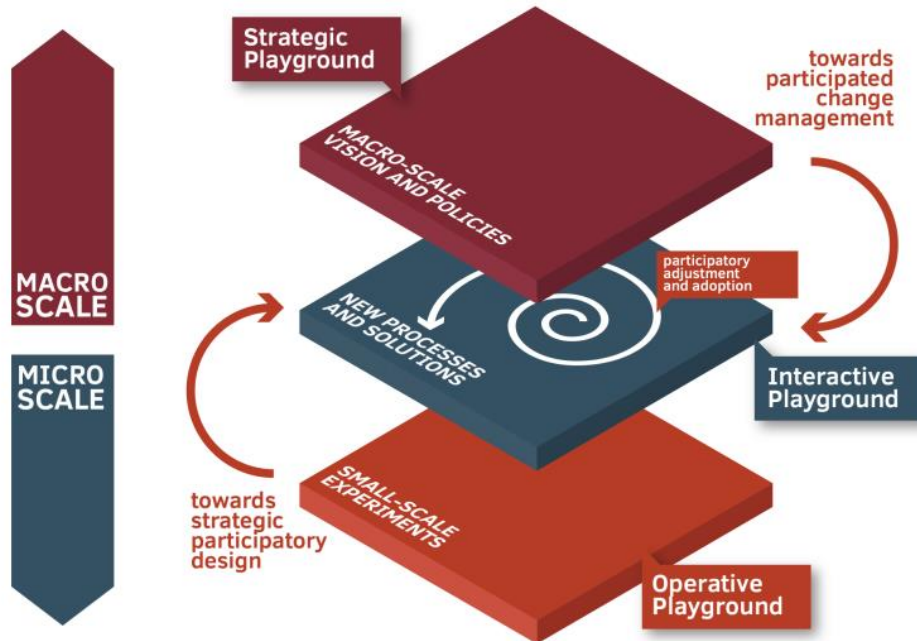 Strategic
Playground
towards
participated
change
management
MACRO-SCALE
VISION AND POLICIES
MACRO
SCALE
participatory
adjustment
and adoption
NEW PROCESSES
AND SOLUTIONS
MICRO
SCALE
Interactive
Playground
SMALL-SCALE
EXPERIMENTS
towards
strategic
participatory
design
Operative
Playground